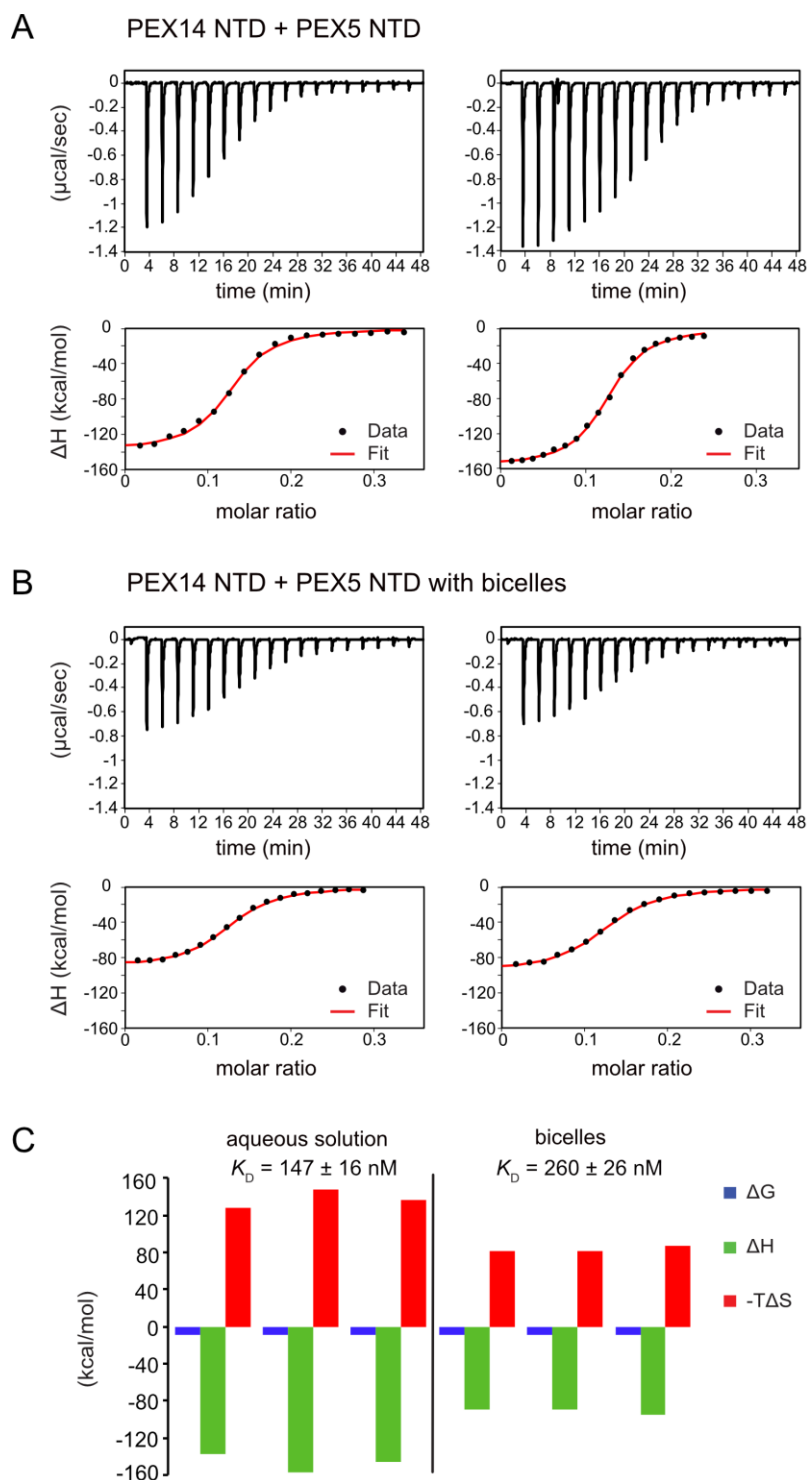 A PEX14 NTD + PEX5 NTD
0 0
-0.2 -0.2
-0.4 -0.4
-0.6 -0.6
-0.8 -0.8
-1 -1
-1.2 -1.2
-1.4 -1.4
(µcal/sec)
0 4 8 12 16 20 24 28 32 36 40 44 48 0 4 8 12 16 20 24 28 32 36 40 44 48
time (min) time (min)
0 0
-40 -40
-80 -80
-120 -120
-160 -160
ΔH (kcal/mol)
Data Data
Fit Fit
0 0.1 0.2 0.3 0 0.1 0.2 0.3
molar ratio molar ratio
B PEX14 NTD + PEX5 NTD with bicelles
0 0
-0.2 -0.2
-0.4 -0.4
-0.6 -0.6
-0.8 -0.8
-1 -1
-1.2 -1.2
-1.4 -1.4
(µcal/sec)
0 4 8 12 16 20 24 28 32 36 40 44 48 0 4 8 12 16 20 24 28 32 36 40 44 48
time (min) time (min)
0 0
-40 -40
-80 -80
-120 -120
-160 -160
ΔH (kcal/mol)
Data Data
Fit Fit
0 0.1 0.2 0.3 0 0.1 0.2 0.3
molar ratio molar ratio
C aqueous solution bicelles
K_D = 147 ± 16 nM K_D = 260 ± 26 nM
160
120
80
40
0
-40
-80
-120
-160
(kcal/mol)
ΔG
ΔH
-TΔS